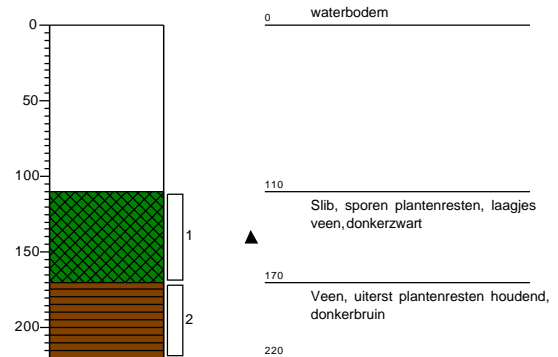 0
waterbodem
0
50
100
110
Slib, sporen plantenresten, laagjes
veen, donkerzwart
1
150
170
Veen, uiterst plantenresten houdend,
donkerbruin
2
200
220